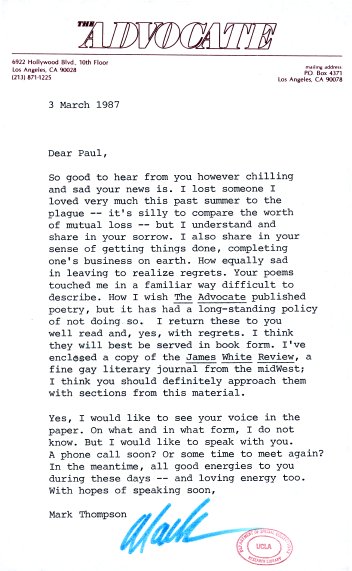 THE ADVOCATE
6922 Hollywood Blvd., 10th Floor
Los Angeles, CA 90028
(213) 871-1225
mailing address
PO Box 4371
Los Angeles, CA 90078
3 March 1987
Dear Paul,
So good to hear from you however chilling
and sad your news is. I lost someone I
loved very much this past summer to the
plague -- it's silly to compare the worth
of mutual loss -- but I understand and
share in your sorrow. I also share in your
sense of getting things done, completing
one's business on earth. How equally sad
in leaving to realize regrets. Your poems
touched me in a familiar way difficult to
describe. How I wish The Advocate published
poetry, but it has had a long-standing policy
of not doing so. I return these to you
well read and, yes, with regrets. I think
they will best be served in book form. I've
enclosed a copy of the James White Review, a
fine gay literary journal from the midWest;
I think you should definitely approach them
with sections from this material.
Yes, I would like to see your voice in the
paper. On what and in what form, I do not
know. But I would like to speak with you.
A phone call soon? Or some time to meet again?
In the meantime, all good energies to you
during these days -- and loving energy too.
With hopes of speaking soon,
Mark Thompson
Mark
DEPARTMENT OF SPECIAL COLLECTIONS
UCLA
RESEARCH LIBRARY